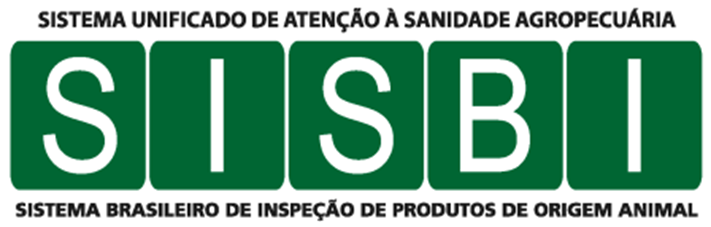 SISTEMA UNIFICADO DE ATENÇÃO À SANIDADE AGROPECUÁRIA
SISBI
SISTEMA BRASILEIRO DE INSPEÇÃO DE PRODUTOS DE ORIGEM ANIMAL